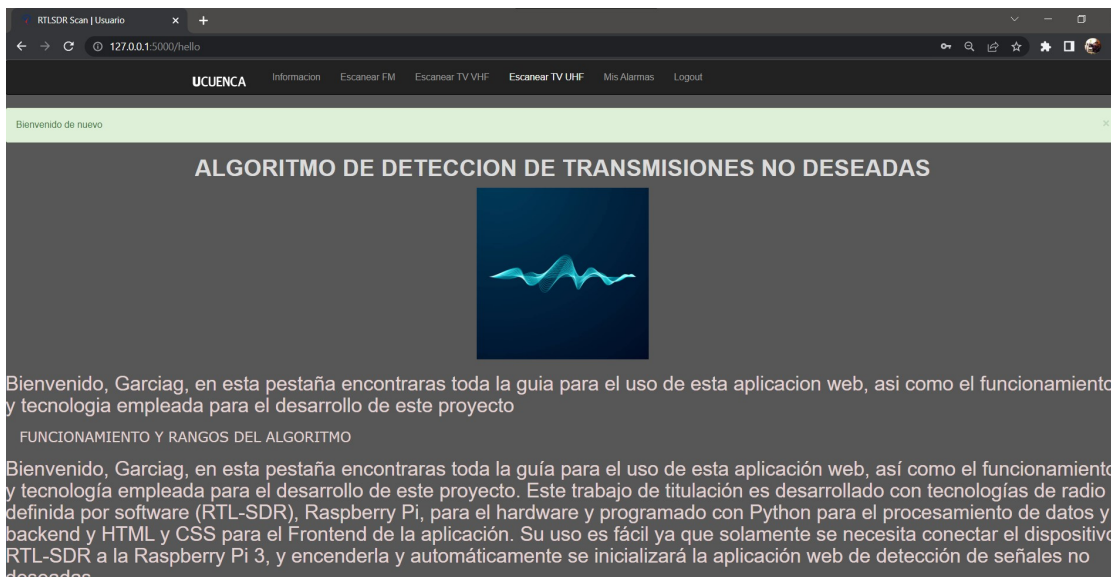 RTLSDR Scan | Usuario
127.0.0.1:5000/hello
UCUENCA Informacion Escanear FM Escanear TV VHF Escanear TV UHF Mis Alarmas Logout
Bienvenido de nuevo ×
ALGORITMO DE DETECCION DE TRANSMISIONES NO DESEADAS
Bienvenido, Garciag, en esta pestaña encontraras toda la guia para el uso de esta aplicacion web, asi como el funcionamiento
y tecnologia empleada para el desarrollo de este proyecto
FUNCIONAMIENTO Y RANGOS DEL ALGORITMO
Bienvenido, Garciag, en esta pestaña encontraras toda la guía para el uso de esta aplicación web, así como el funcionamiento
y tecnología empleada para el desarrollo de este proyecto. Este trabajo de titulación es desarrollado con tecnologías de radio
definida por software (RTL-SDR), Raspberry Pi, para el hardware y programado con Python para el procesamiento de datos y
backend y HTML y CSS para el Frontend de la aplicación. Su uso es fácil ya que solamente se necesita conectar el dispositivo
RTL-SDR a la Raspberry Pi 3, y encenderla y automáticamente se inicializará la aplicación web de detección de señales no
deseadas